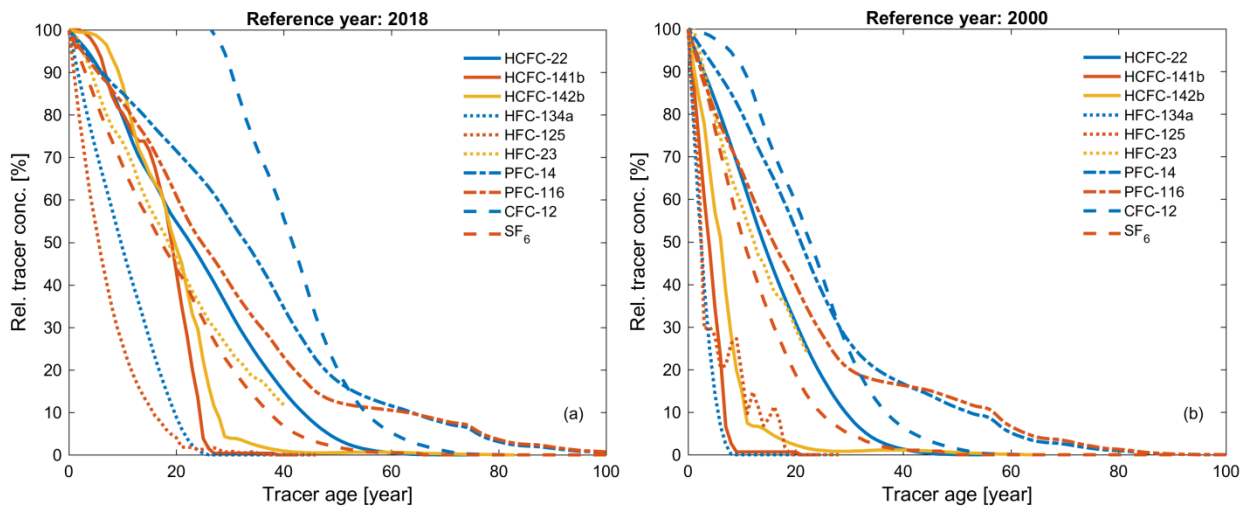 Reference year: 2018
Rel. tracer conc. [%]
100
90
80
70
60
50
40
30
20
10
0
HCFC-22
HCFC-141b
HCFC-142b
HFC-134a
HFC-125
HFC-23
PFC-14
PFC-116
CFC-12
SF6
(a)
0 20 40 60 80 100
Tracer age [year]
Reference year: 2000
Rel. tracer conc. [%]
100
90
80
70
60
50
40
30
20
10
0
HCFC-22
HCFC-141b
HCFC-142b
HFC-134a
HFC-125
HFC-23
PFC-14
PFC-116
CFC-12
SF6
(b)
0 20 40 60 80 100
Tracer age [year]